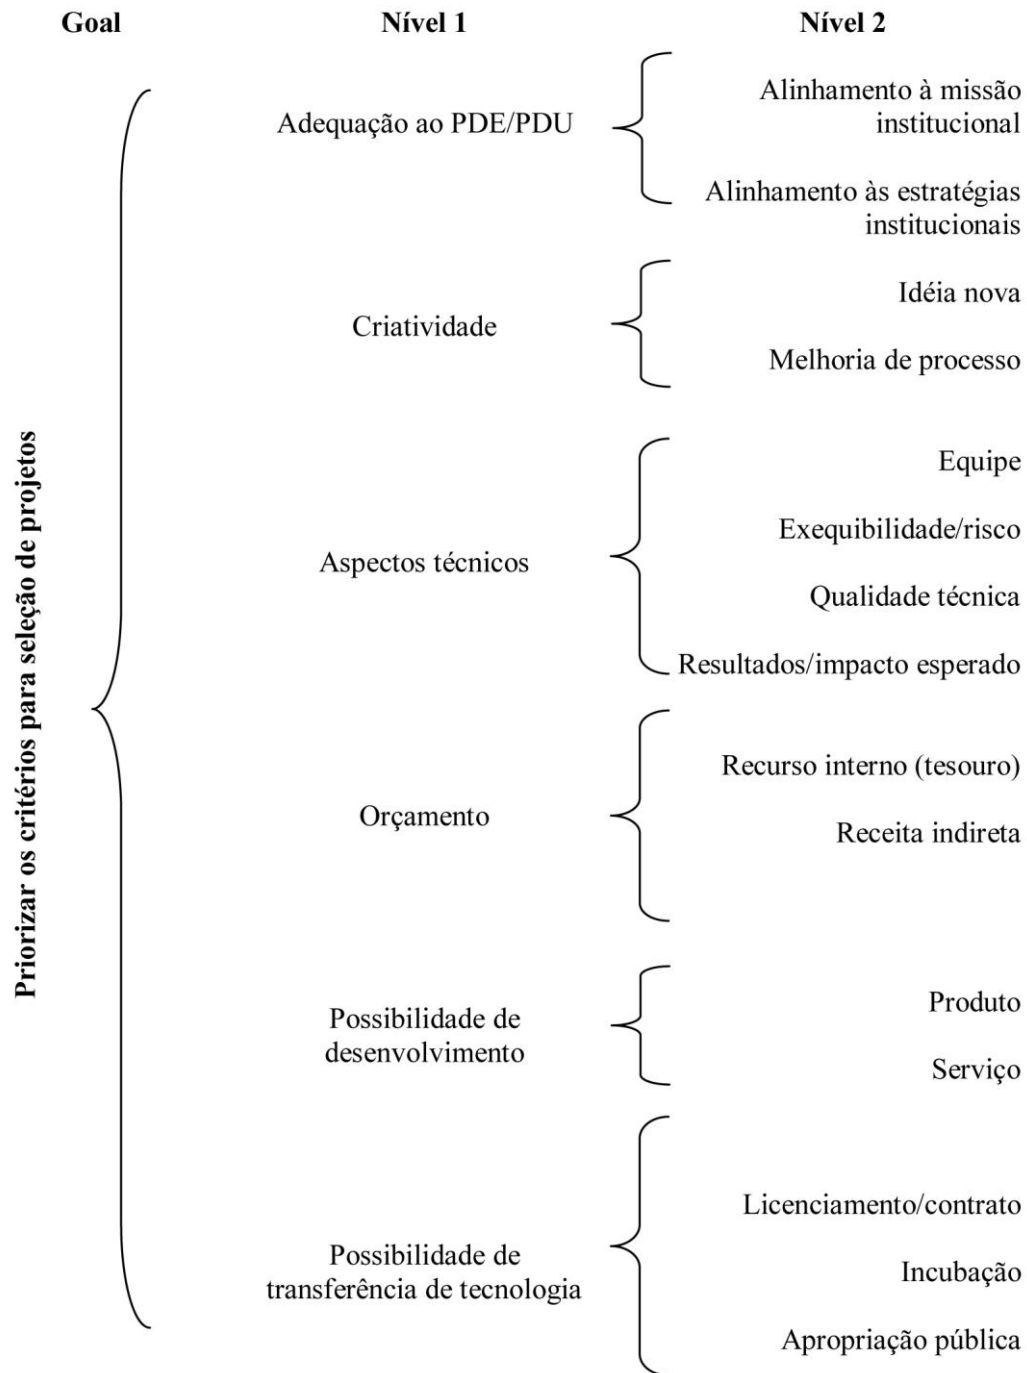 Goal
Nível 1
Nível 2
Priorizar os critérios para seleção de projetos
Adequação ao PDE/PDU
Alinhamento à missão
institucional
Alinhamento às estratégias
institucionais
Criatividade
Idéia nova
Melhoria de processo
Aspectos técnicos
Equipe
Exequibilidade/risco
Qualidade técnica
Resultados/impacto esperado
Orçamento
Recurso interno (tesouro)
Receita indireta
Possibilidade de
desenvolvimento
Produto
Serviço
Possibilidade de
transferência de tecnologia
Licenciamento/contrato
Incubação
Apropriação pública